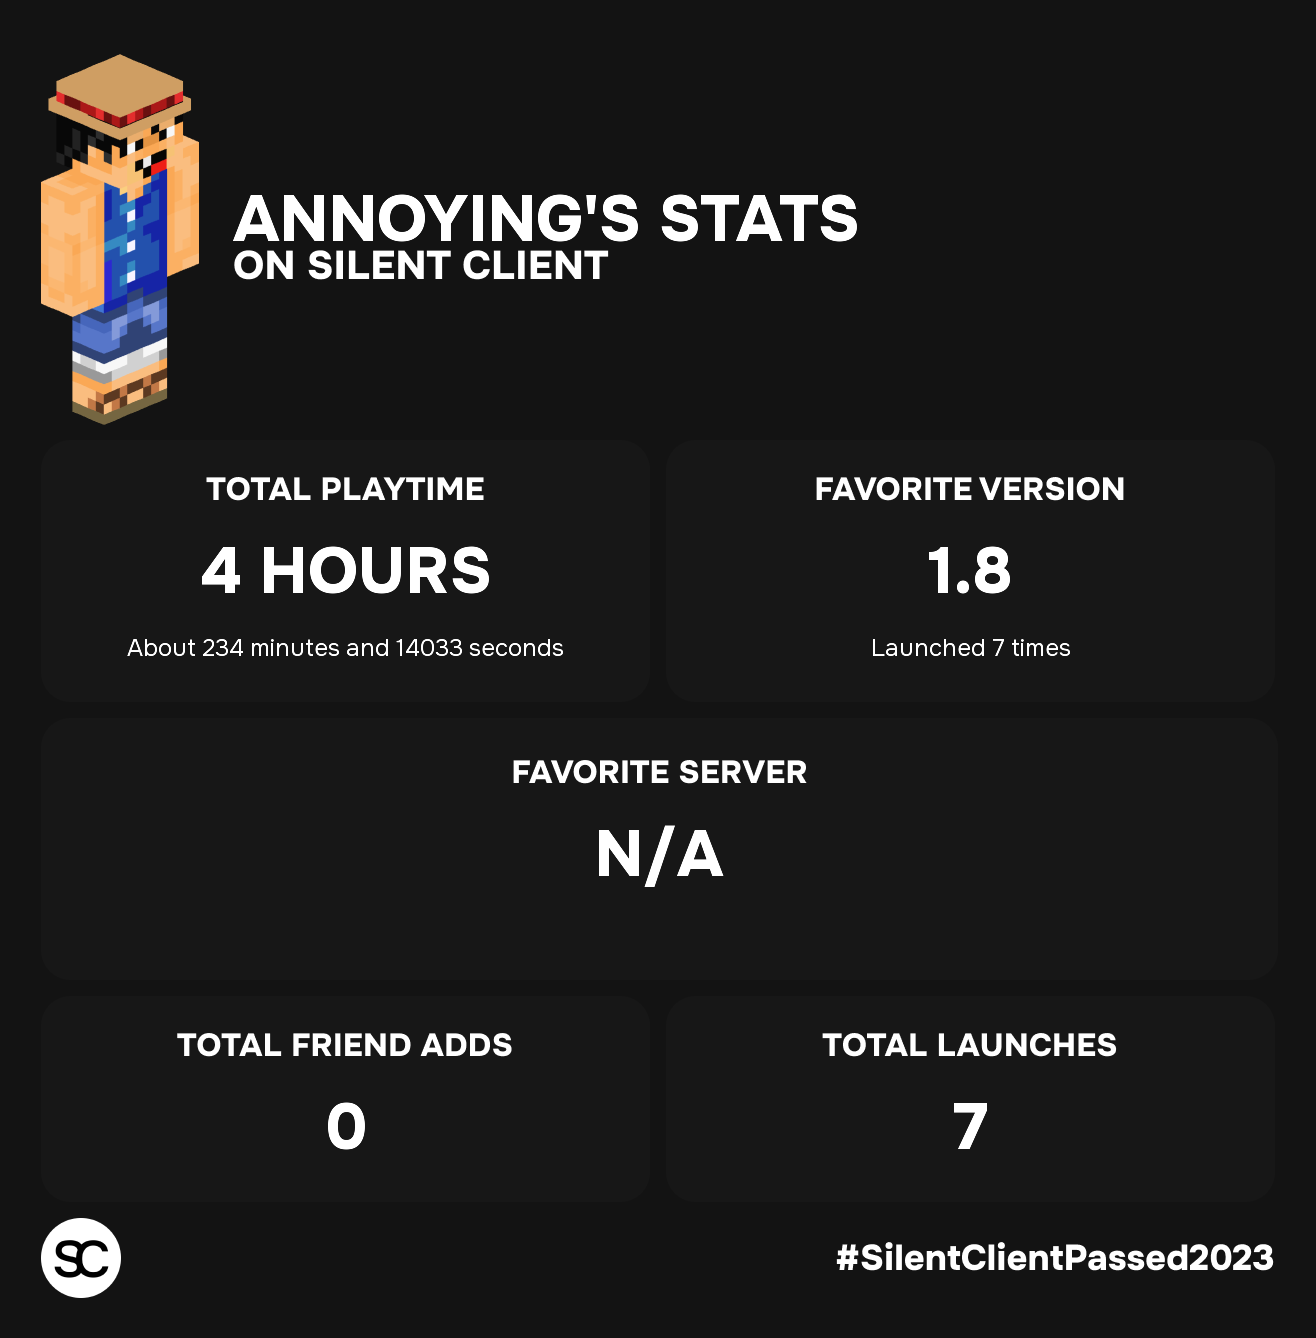 ANNOYING'S STATS
ON SILENT CLIENT
TOTAL PLAYTIME
4 HOURS
About 234 minutes and 14033 seconds
FAVORITE VERSION
1.8
Launched 7 times
FAVORITE SERVER
N/A
TOTAL FRIEND ADDS
0
TOTAL LAUNCHES
7
SC
#SilentClientPassed2023